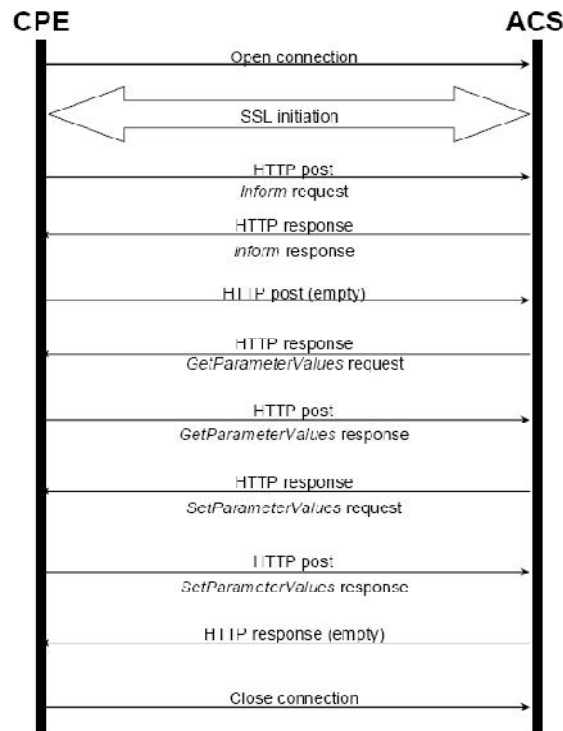 CPE
ACS
Open connection
SSL initiation
HTTP post
Inform request
HTTP response
Inform response
HTTP post (empty)
HTTP response
GetParameterValues request
HTTP post
GetParameterValues response
HTTP response
SetParameterValues request
HTTP post
SetParameterValues response
HTTP response (empty)
Close connection